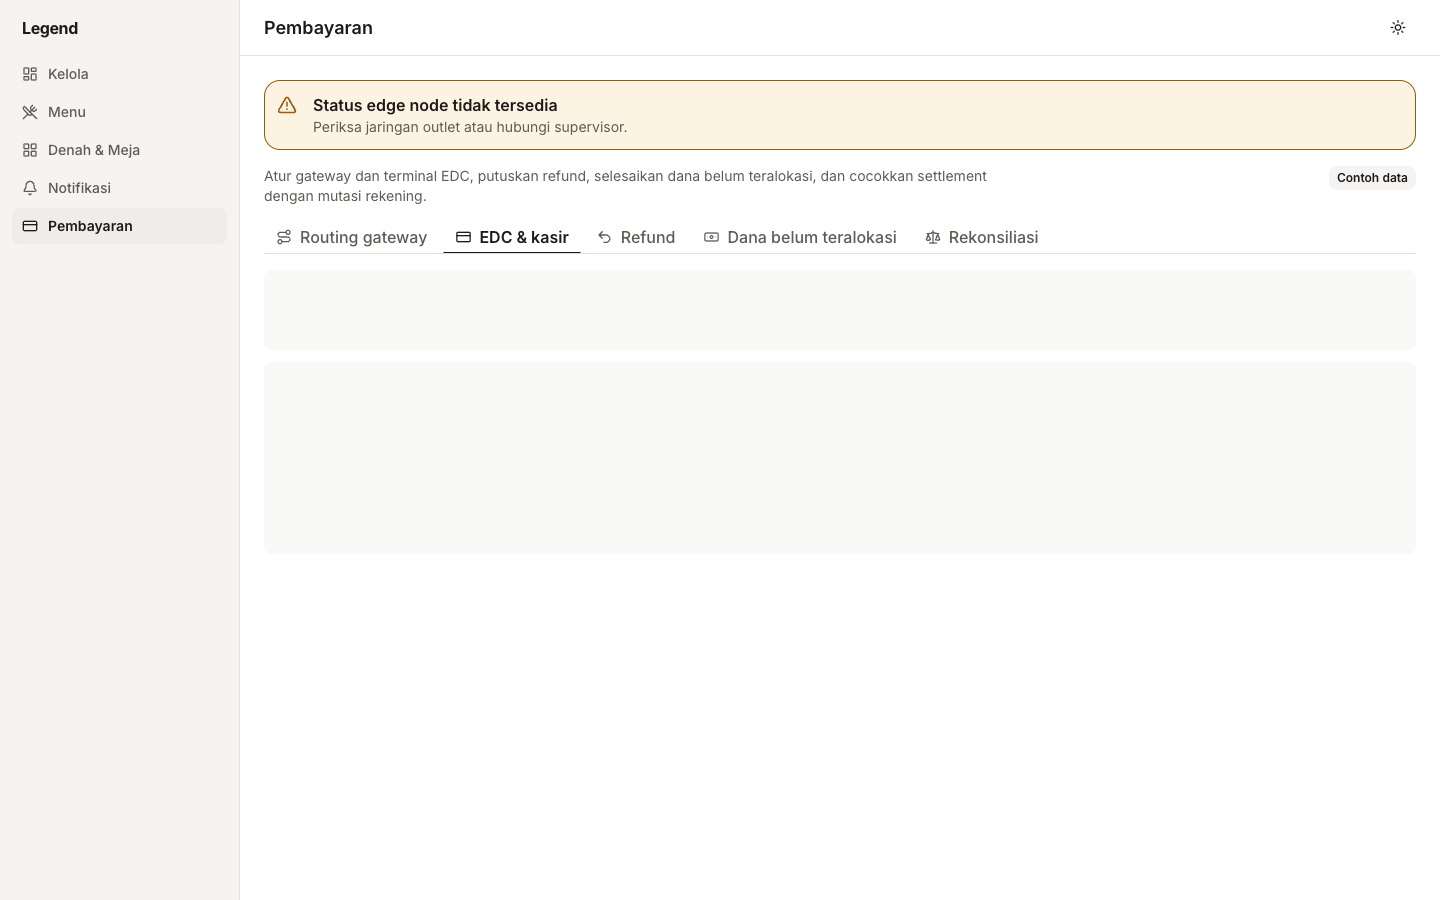 Legend
Kelola
Menu
Denah & Meja
Notifikasi
Pembayaran
Pembayaran
Status edge node tidak tersedia
Periksa jaringan outlet atau hubungi supervisor.
Atur gateway dan terminal EDC, putuskan refund, selesaikan dana belum teralokasi, dan cocokkan settlement
dengan mutasi rekening.
Contoh data
Routing gateway
EDC & kasir
Refund
Dana belum teralokasi
Rekonsiliasi